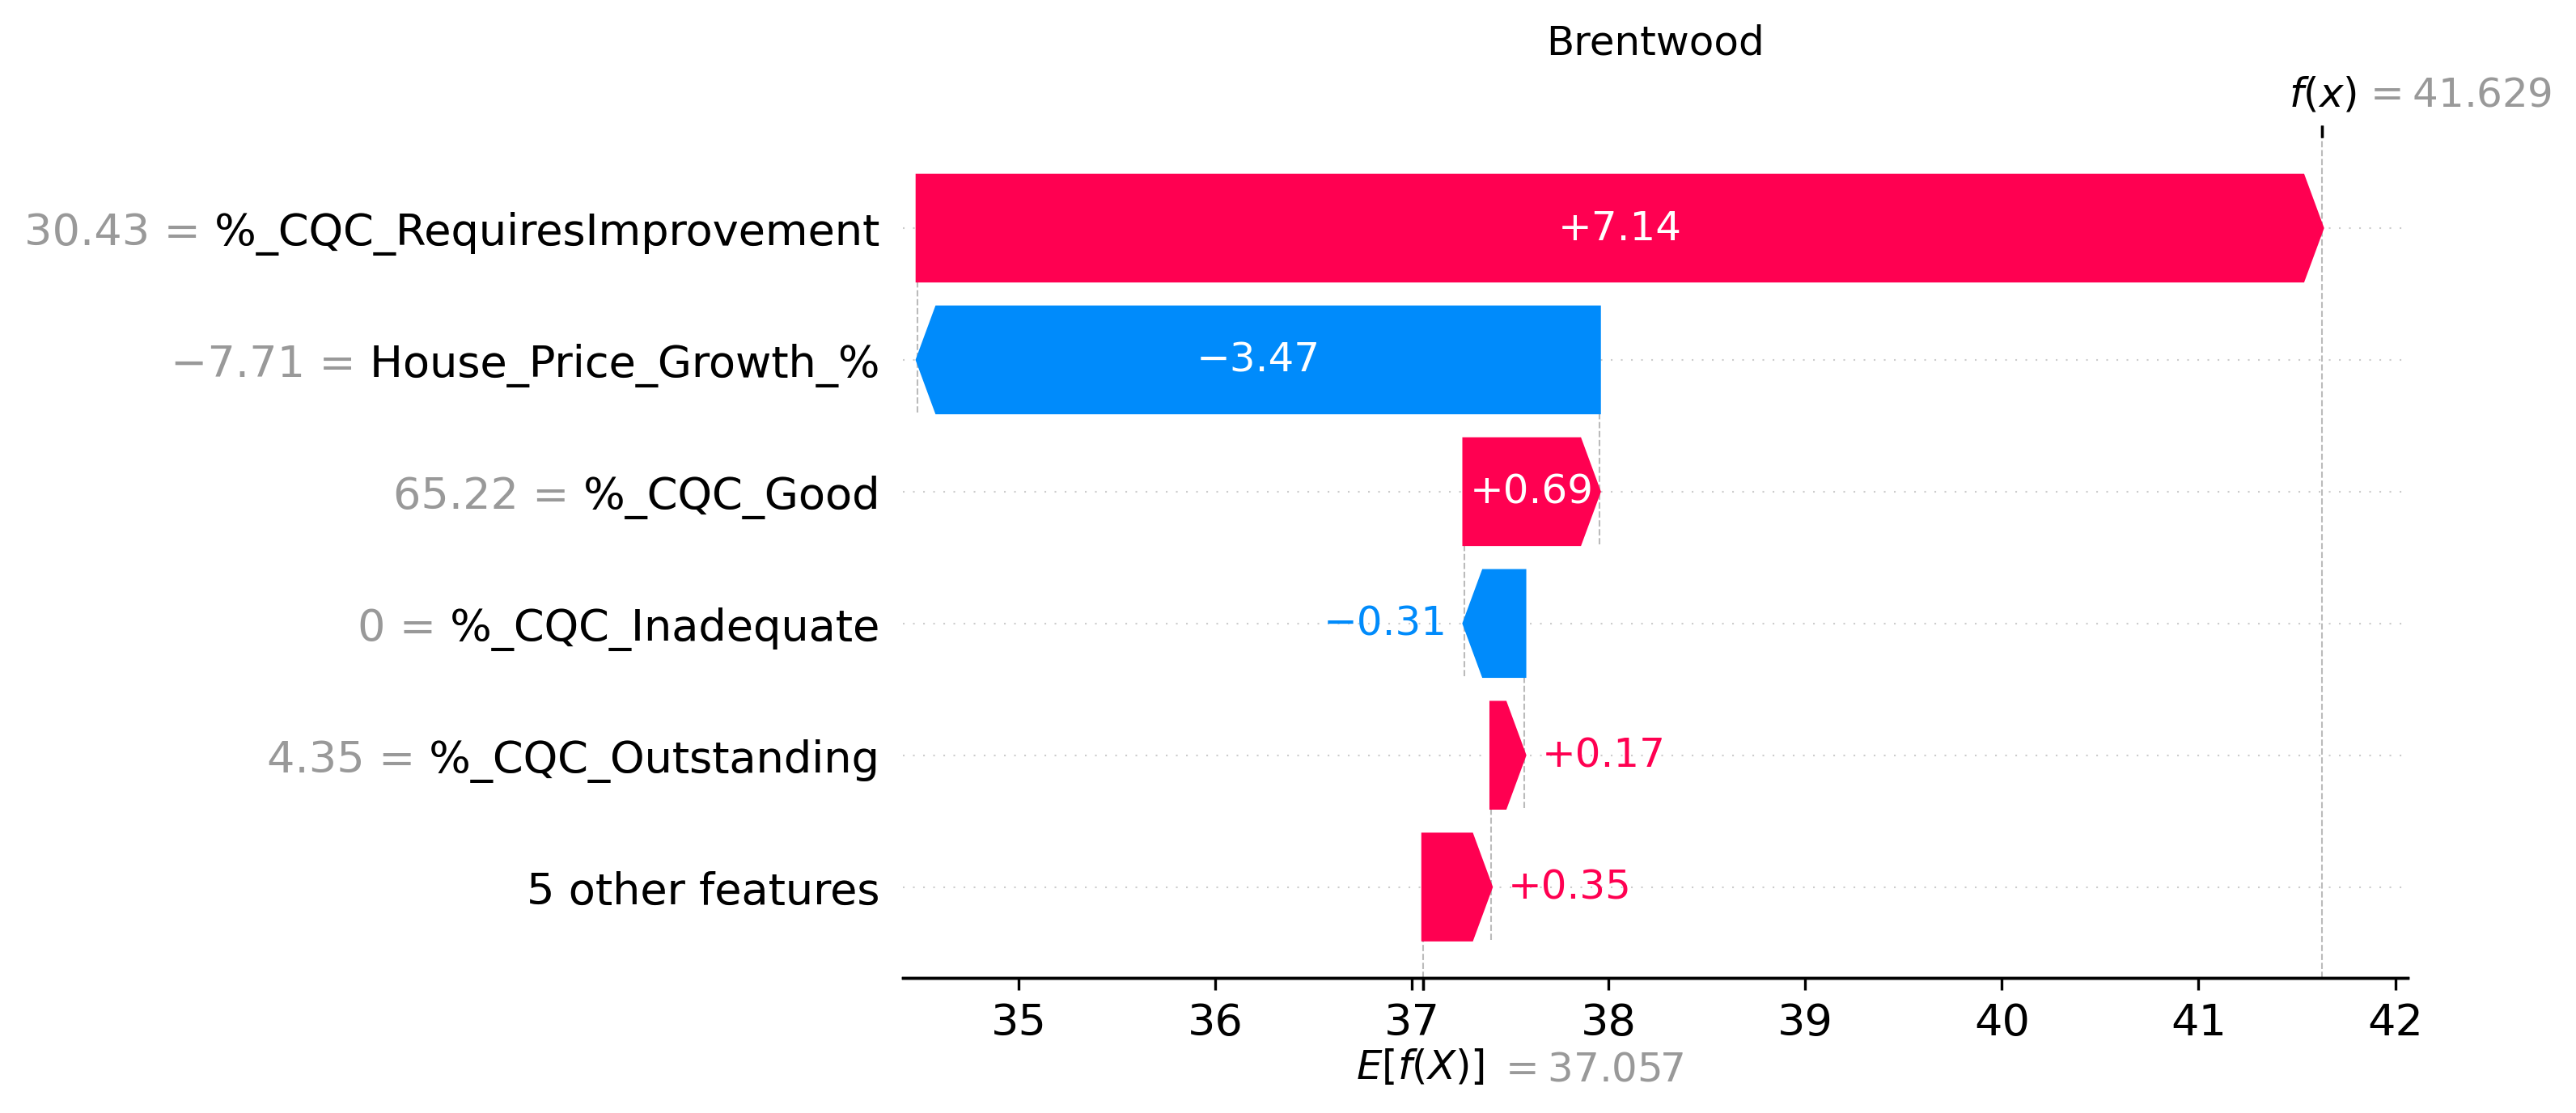 Brentwood
f(x) = 41.629
30.43 = %_CQC_RequiresImprovement
+7.14
−7.71 = House_Price_Growth_%
−3.47
65.22 = %_CQC_Good
+0.69
0 = %_CQC_Inadequate
−0.31
4.35 = %_CQC_Outstanding
+0.17
5 other features
+0.35
35 36 37 38 39 40 41 42
E[f(X)] = 37.057